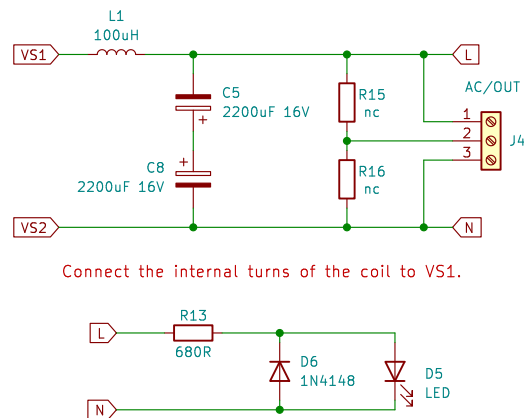 L1
100uH
VS1
L
C5
2200uF 16V
+
R15
nc
AC/OUT
1
2
3
J4
+
C8
2200uF 16V
R16
nc
VS2
N
Connect the internal turns of the coil to VS1.
L
R13
680R
D6
1N4148
D5
LED
N